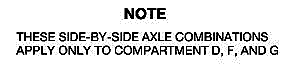 NOTE
THESE SIDE-BY-SIDE AXLE COMBINATIONS
APPLY ONLY TO COMPARTMENT D, F, AND G